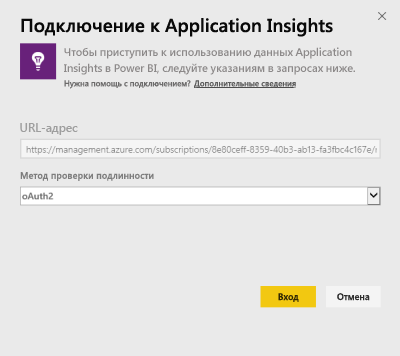 Подключение к Application Insights
Чтобы приступить к использованию данных Application
Insights в Power BI, следуйте указаниям в запросах ниже.
Нужна помощь с подключением? Дополнительные сведения
URL-адрес
https://management.azure.com/subscriptions/8e80ceff-8359-40b3-ab13-fa3fbc4c167e/r
Метод проверки подлинности
oAuth2
Вход
Отмена